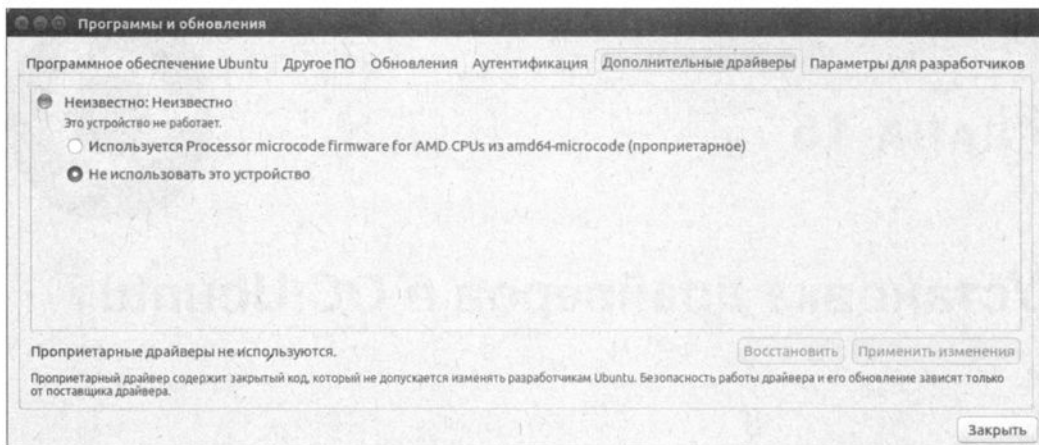 Программы и обновления
Программное обеспечение Ubuntu Другое ПО Обновления Аутентификация Дополнительные драйверы Параметры для разработчиков
Неизвестно: Неизвестно
Это устройство не работает.
Используется Processor microcode firmware for AMD CPUs из amd64-microcode (проприетарное)
Не использовать это устройство
Проприетарные драйверы не используются.
Восстановить Применить изменения
Проприетарный драйвер содержит закрытый код, который не допускается изменять разработчикам Ubuntu. Безопасность работы драйвера и его обновление зависят только
от поставщика драйвера.
Закрыть